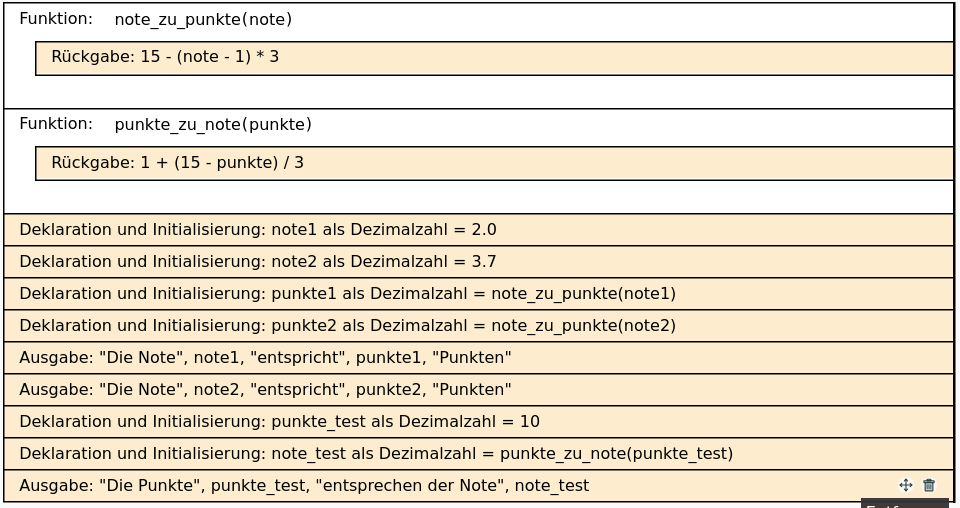 Funktion: note_zu_punkte(note)
Rückgabe: 15 - (note - 1) * 3
Funktion: punkte_zu_note(punkte)
Rückgabe: 1 + (15 - punkte) / 3
Deklaration und Initialisierung: note1 als Dezimalzahl = 2.0
Deklaration und Initialisierung: note2 als Dezimalzahl = 3.7
Deklaration und Initialisierung: punkte1 als Dezimalzahl = note_zu_punkte(note1)
Deklaration und Initialisierung: punkte2 als Dezimalzahl = note_zu_punkte(note2)
Ausgabe: "Die Note", note1, "entspricht", punkte1, "Punkten"
Ausgabe: "Die Note", note2, "entspricht", punkte2, "Punkten"
Deklaration und Initialisierung: punkte_test als Dezimalzahl = 10
Deklaration und Initialisierung: note_test als Dezimalzahl = punkte_zu_note(punkte_test)
Ausgabe: "Die Punkte", punkte_test, "entsprechen der Note", note_test